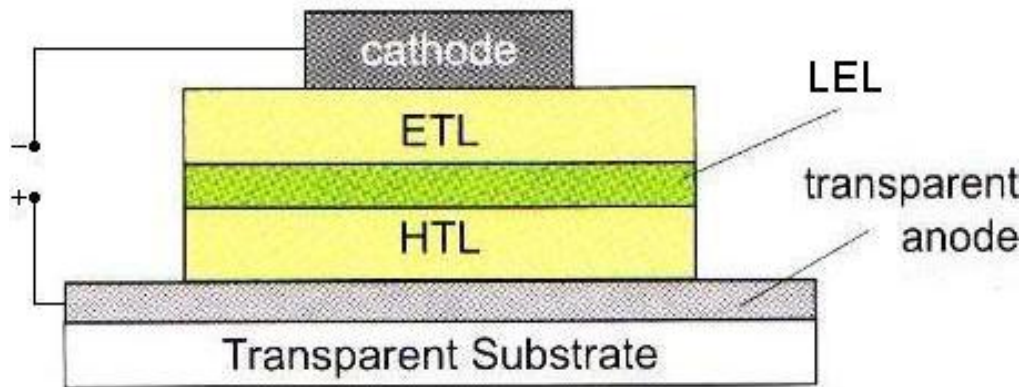 cathode
LEL
ETL
–
+
transparent
anode
HTL
Transparent Substrate